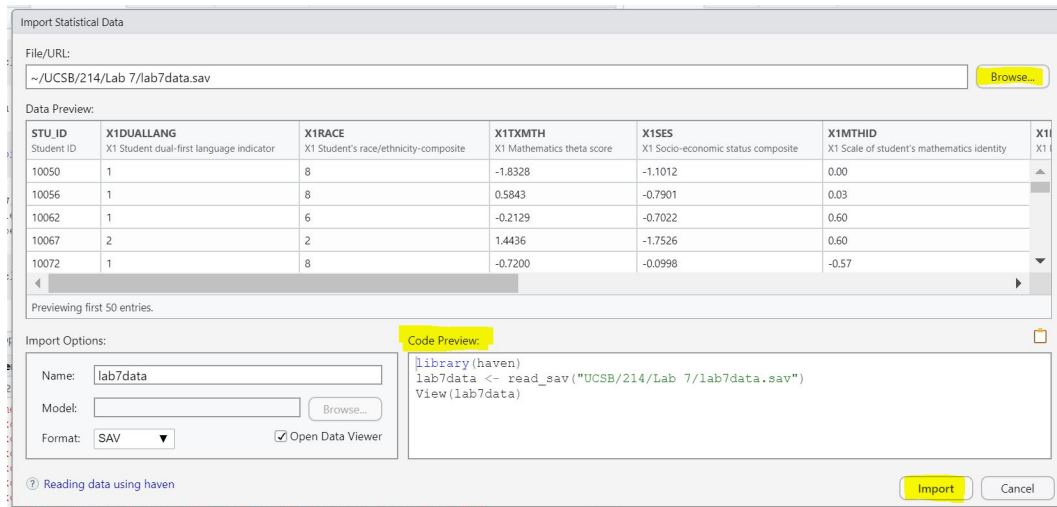 Import Statistical Data
File/URL:
~/UCSB/214/Lab 7/lab7data.sav
Browse...
Data Preview:
STU_ID X1DUALLANG X1RACE X1TXMTH X1SES X1MTHID
Student ID X1 Student dual-first language indicator X1 Student's race/ethnicity-composite X1 Mathematics theta score X1 Socio-economic status composite X1 Scale of student's mathematics identity X1
10050 1 8 -1.8328 -1.1012 0.00
10056 1 8 0.5843 -0.7901 0.03
10062 1 6 -0.2129 -0.7022 0.60
10067 2 2 1.4436 -1.7526 0.60
10072 1 8 -0.7200 -0.0998 -0.57
Previewing first 50 entries.
Import Options:
Name: lab7data
Model: Browse...
Format: SAV Open Data Viewer
Code Preview:
library(haven)
lab7data <- read_sav("UCSB/214/Lab 7/lab7data.sav")
View(lab7data)
? Reading data using haven
Import Cancel